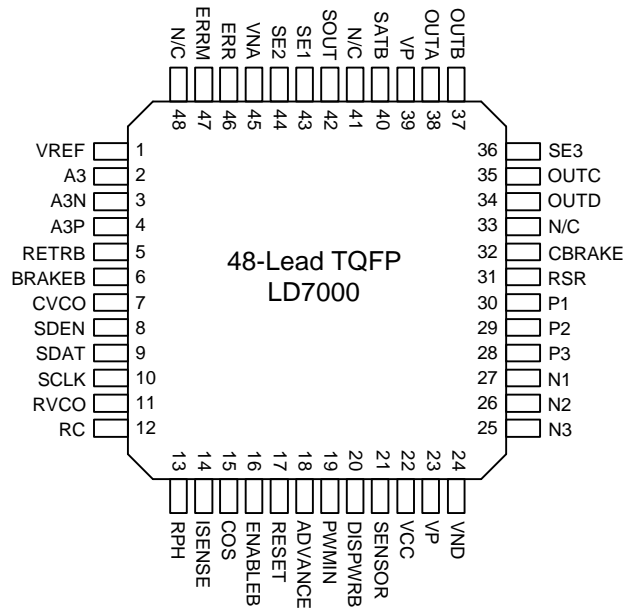 N/C ERRM ERR VNA SE2 SE1 SOUT N/C SATB VP OUTA OUTB
48 47 46 45 44 43 42 41 40 39 38 37
VREF 1
A3 2
A3N 3
A3P 4
RETRB 5
BRAKEB 6
CVCO 7
SDEN 8
SDAT 9
SCLK 10
RVCO 11
RC 12
48-Lead TQFP
LD7000
36 SE3
35 OUTC
34 OUTD
33 N/C
32 CBRAKE
31 RSR
30 P1
29 P2
28 P3
27 N1
26 N2
25 N3
13 14 15 16 17 18 19 20 21 22 23 24
RPH ISENSE COS ENABLEB RESET ADVANCE PWMIN DISPWRB SENSOR VCC VP VND